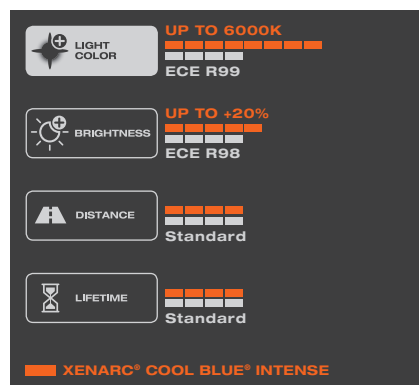 UP TO 6000K
LIGHT
COLOR
ECE R99
UP TO +20%
BRIGHTNESS
ECE R98
DISTANCE
Standard
LIFETIME
Standard
XENARC® COOL BLUE® INTENSE